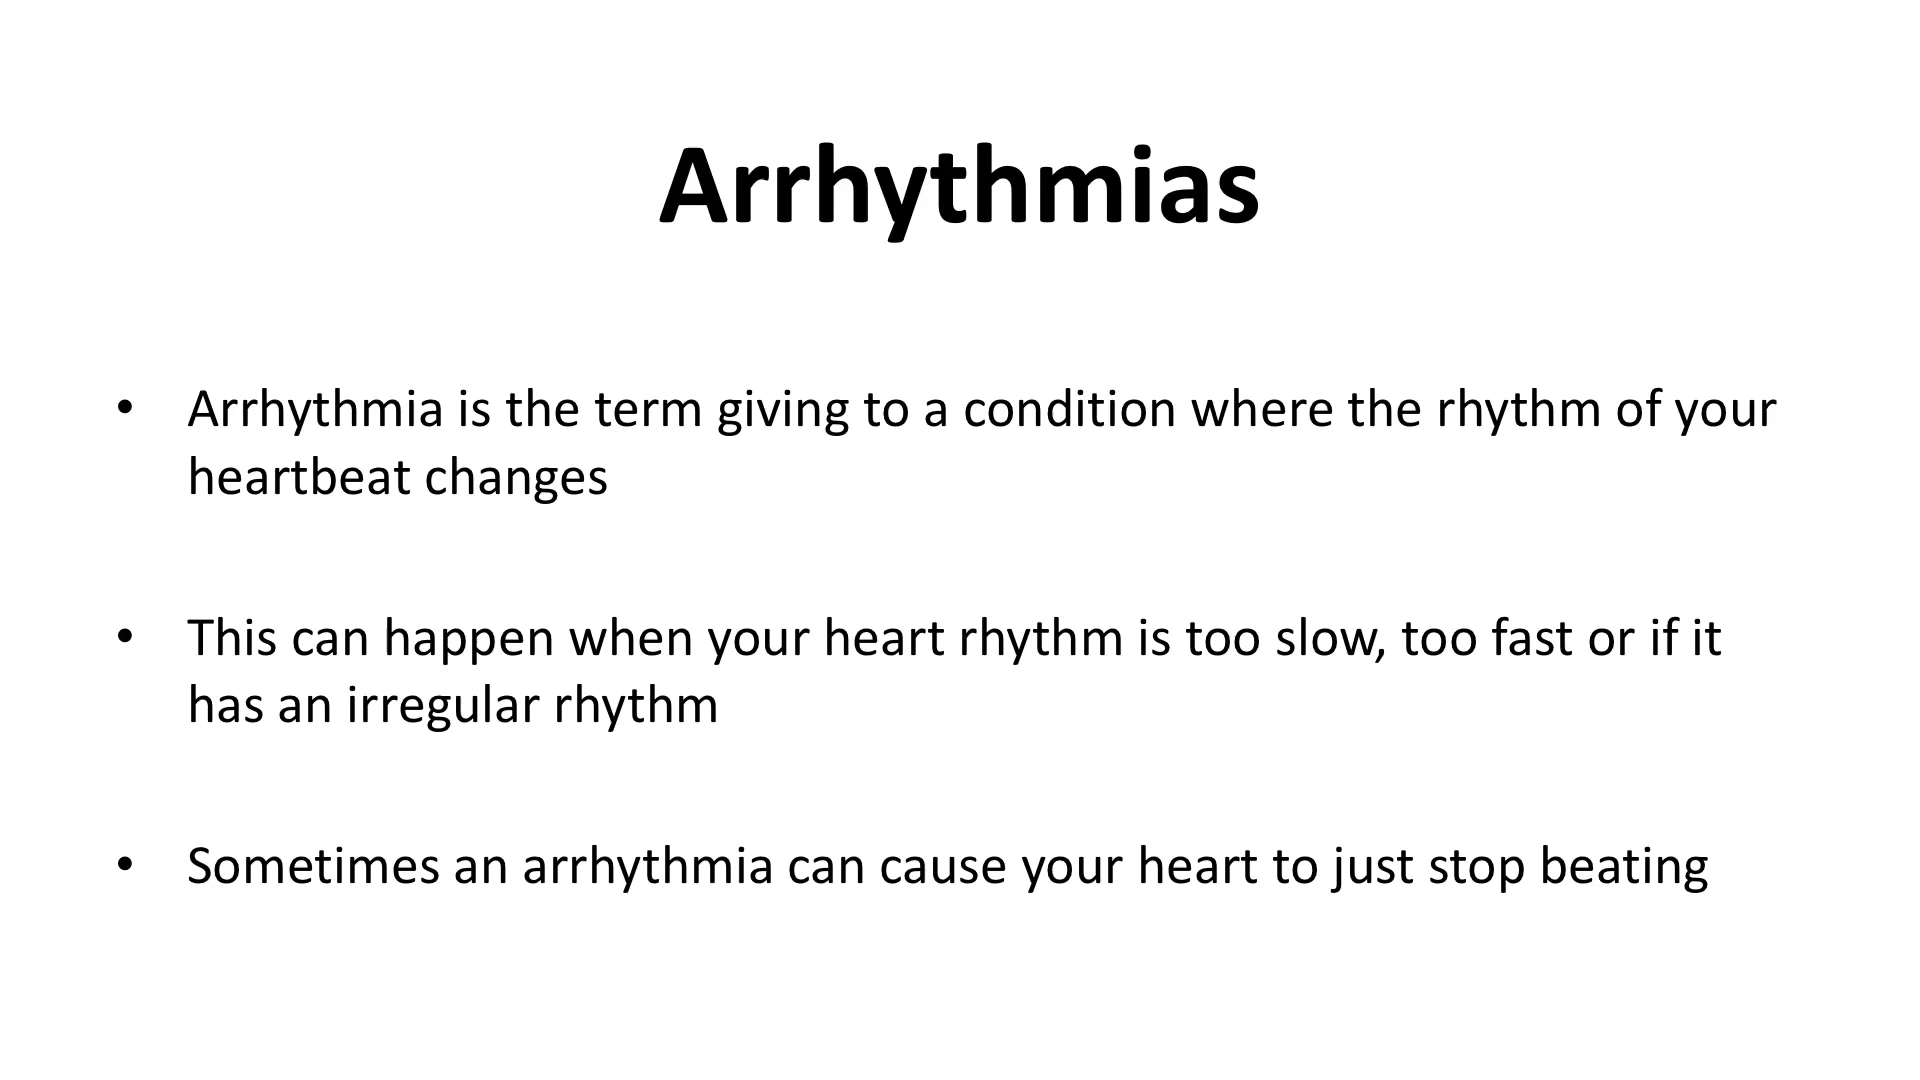 Arrhythmias
• Arrhythmia is the term giving to a condition where the rhythm of your
heartbeat changes
• This can happen when your heart rhythm is too slow, too fast or if it
has an irregular rhythm
• Sometimes an arrhythmia can cause your heart to just stop beating